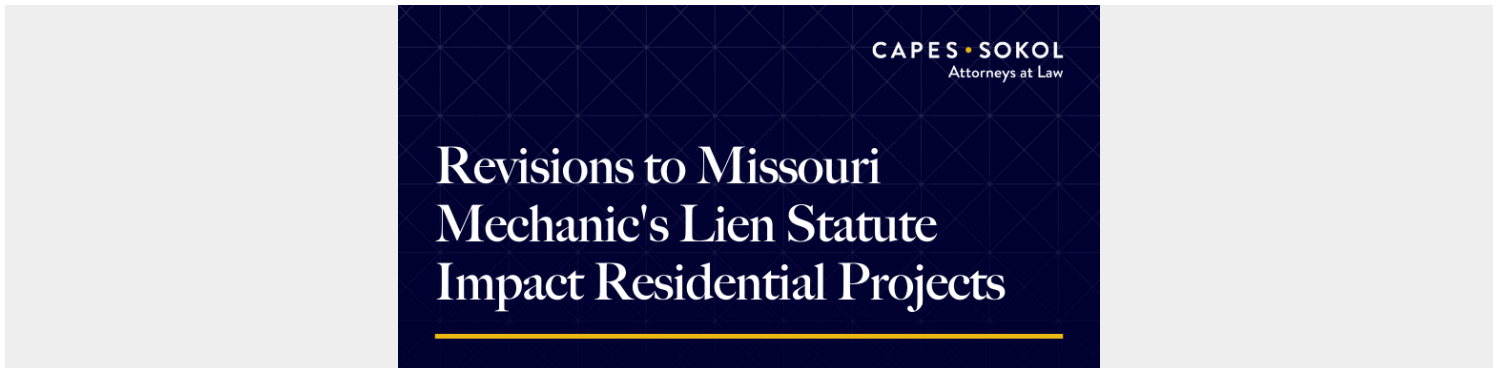 CAPES • SOKOL
Attorneys at Law
Revisions to Missouri
Mechanic's Lien Statute
Impact Residential Projects